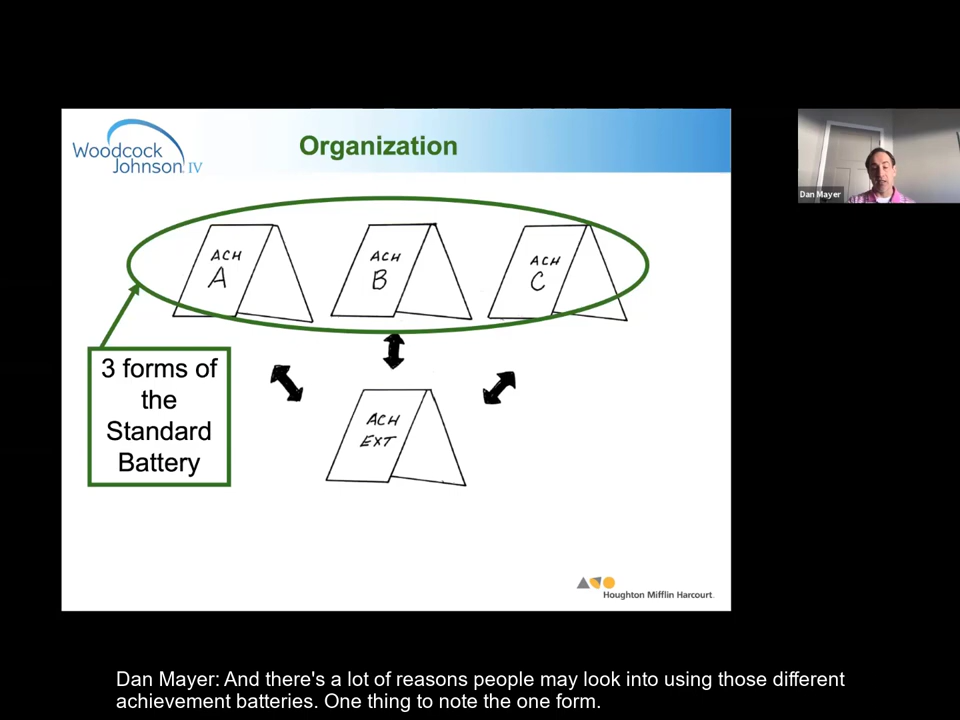 Woodcock
Johnson IV
Organization
Dan Mayer
ACH
A
ACH
B
ACH
C
3 forms of
the
Standard
Battery
ACH
EXT
Houghton Mifflin Harcourt.
Dan Mayer: And there's a lot of reasons people may look into using those different
achievement batteries. One thing to note the one form.